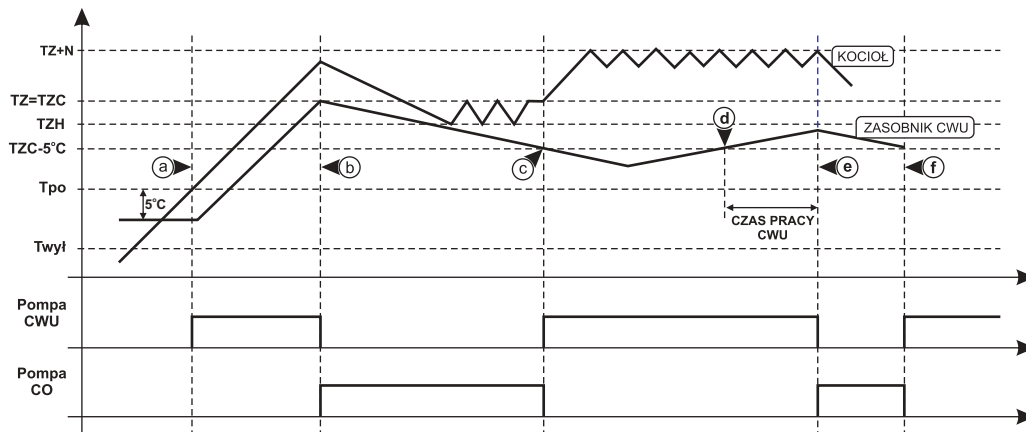 TZ+N
KOCIOŁ
TZ=TZC
TZH
d
ZASOBNIK CWU
TZC-5°C
a
b
c
e
f
Tpo
5°C
CZAS PRACY
CWU
Twył
Pompa
CWU
Pompa
CO